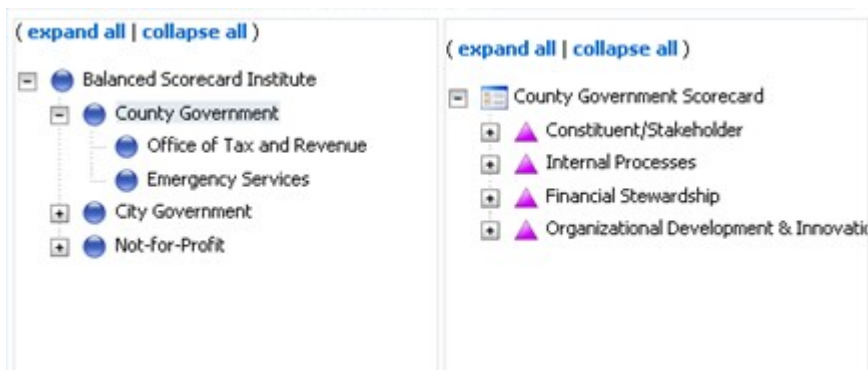 ( expand all | collapse all )
Balanced Scorecard Institute
County Government
Office of Tax and Revenue
Emergency Services
City Government
Not-for-Profit
( expand all | collapse all )
County Government Scorecard
Constituent/Stakeholder
Internal Processes
Financial Stewardship
Organizational Development & Innovatio